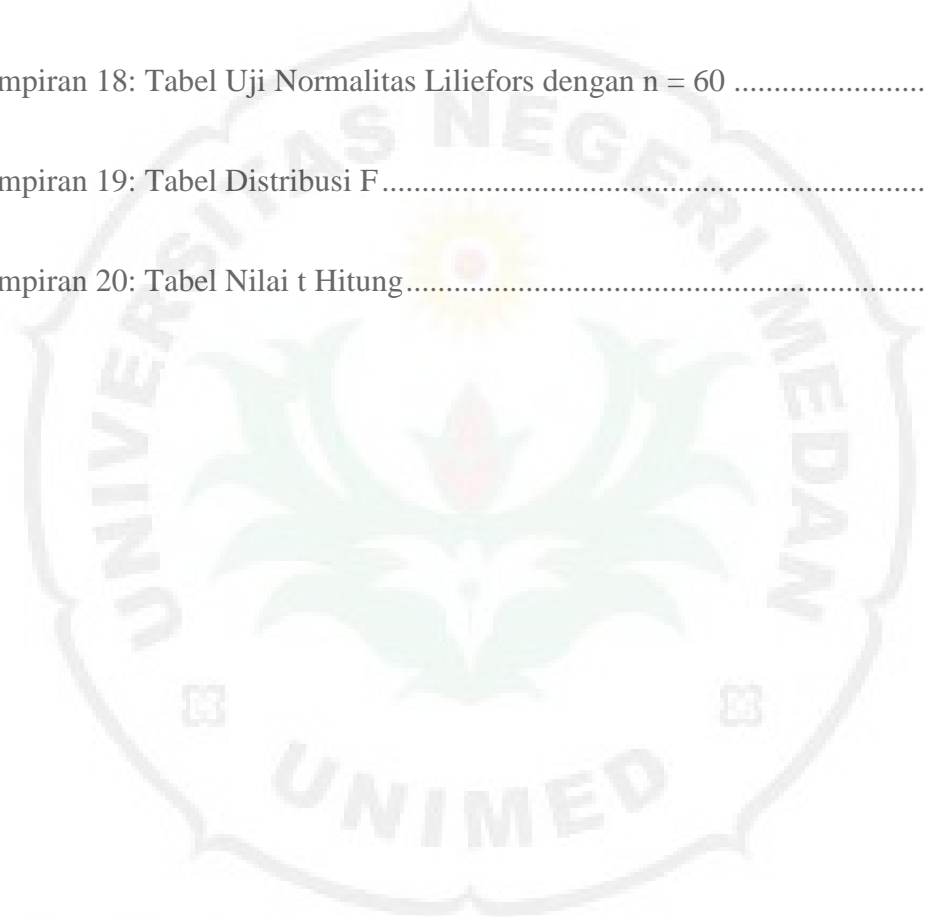 mpiran 18: Tabel Uji Normalitas Liliefors dengan n = 60 ........................
mpiran 19: Tabel Distribusi F....................................................................
mpiran 20: Tabel Nilai t Hitung.................................................................
UNIVERSITAS NEGERI MEDAN
UNIMED